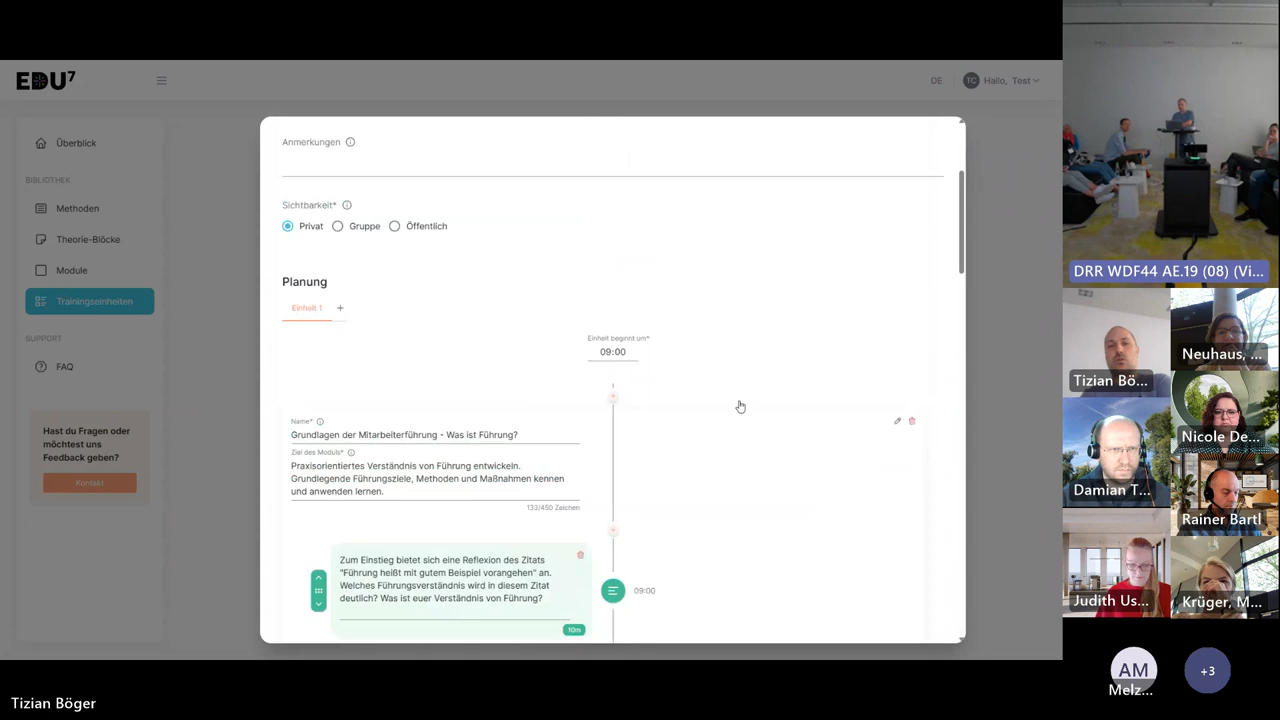 EDU7
DE
TC
Hallo, Test
Überblick
BIBLIOTHEK
Methoden
Theorie-Blöcke
Module
Trainingseinheiten
SUPPORT
FAQ
Hast du Fragen oder
möchtest uns
Feedback geben?
Kontakt
Anmerkungen
Sichtbarkeit*
Privat
Gruppe
Öffentlich
Planung
Einheit 1
+
Einheit beginnt um*
09:00
Name*
Grundlagen der Mitarbeiterführung - Was ist Führung?
Ziel des Moduls*
Praxisorientiertes Verständnis von Führung entwickeln.
Grundlegende Führungsziele, Methoden und Maßnahmen kennen
und anwenden lernen.
133/450 Zeichen
Zum Einstieg bietet sich eine Reflexion des Zitats
"Führung heißt mit gutem Beispiel vorangehen" an.
Welches Führungsverständnis wird in diesem Zitat
deutlich? Was ist euer Verständnis von Führung?
10m
09:00
DRR WDF44 AE.19 (08) (Vi...
Tizian Bö...
Neuhaus, ...
Damian T...
Nicole De...
Rainer Bartl
Judith Us...
Krüger, M...
AM
Melz...
+3
Tizian Böger